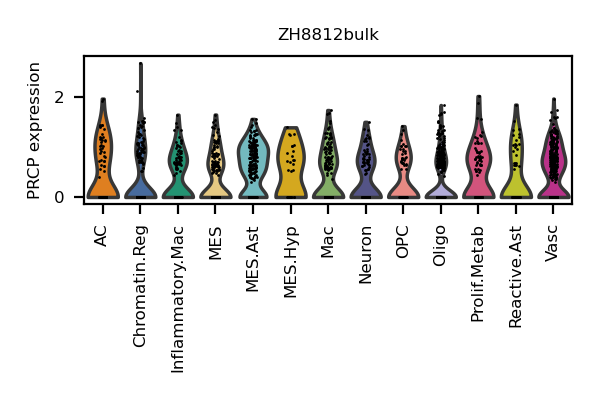 ZH8812bulk
PRCP expression
2
0
AC
Chromatin.Reg
Inflammatory.Mac
MES
MES.Ast
MES.Hyp
Mac
Neuron
OPC
Oligo
Prolif.Metab
Reactive.Ast
Vasc